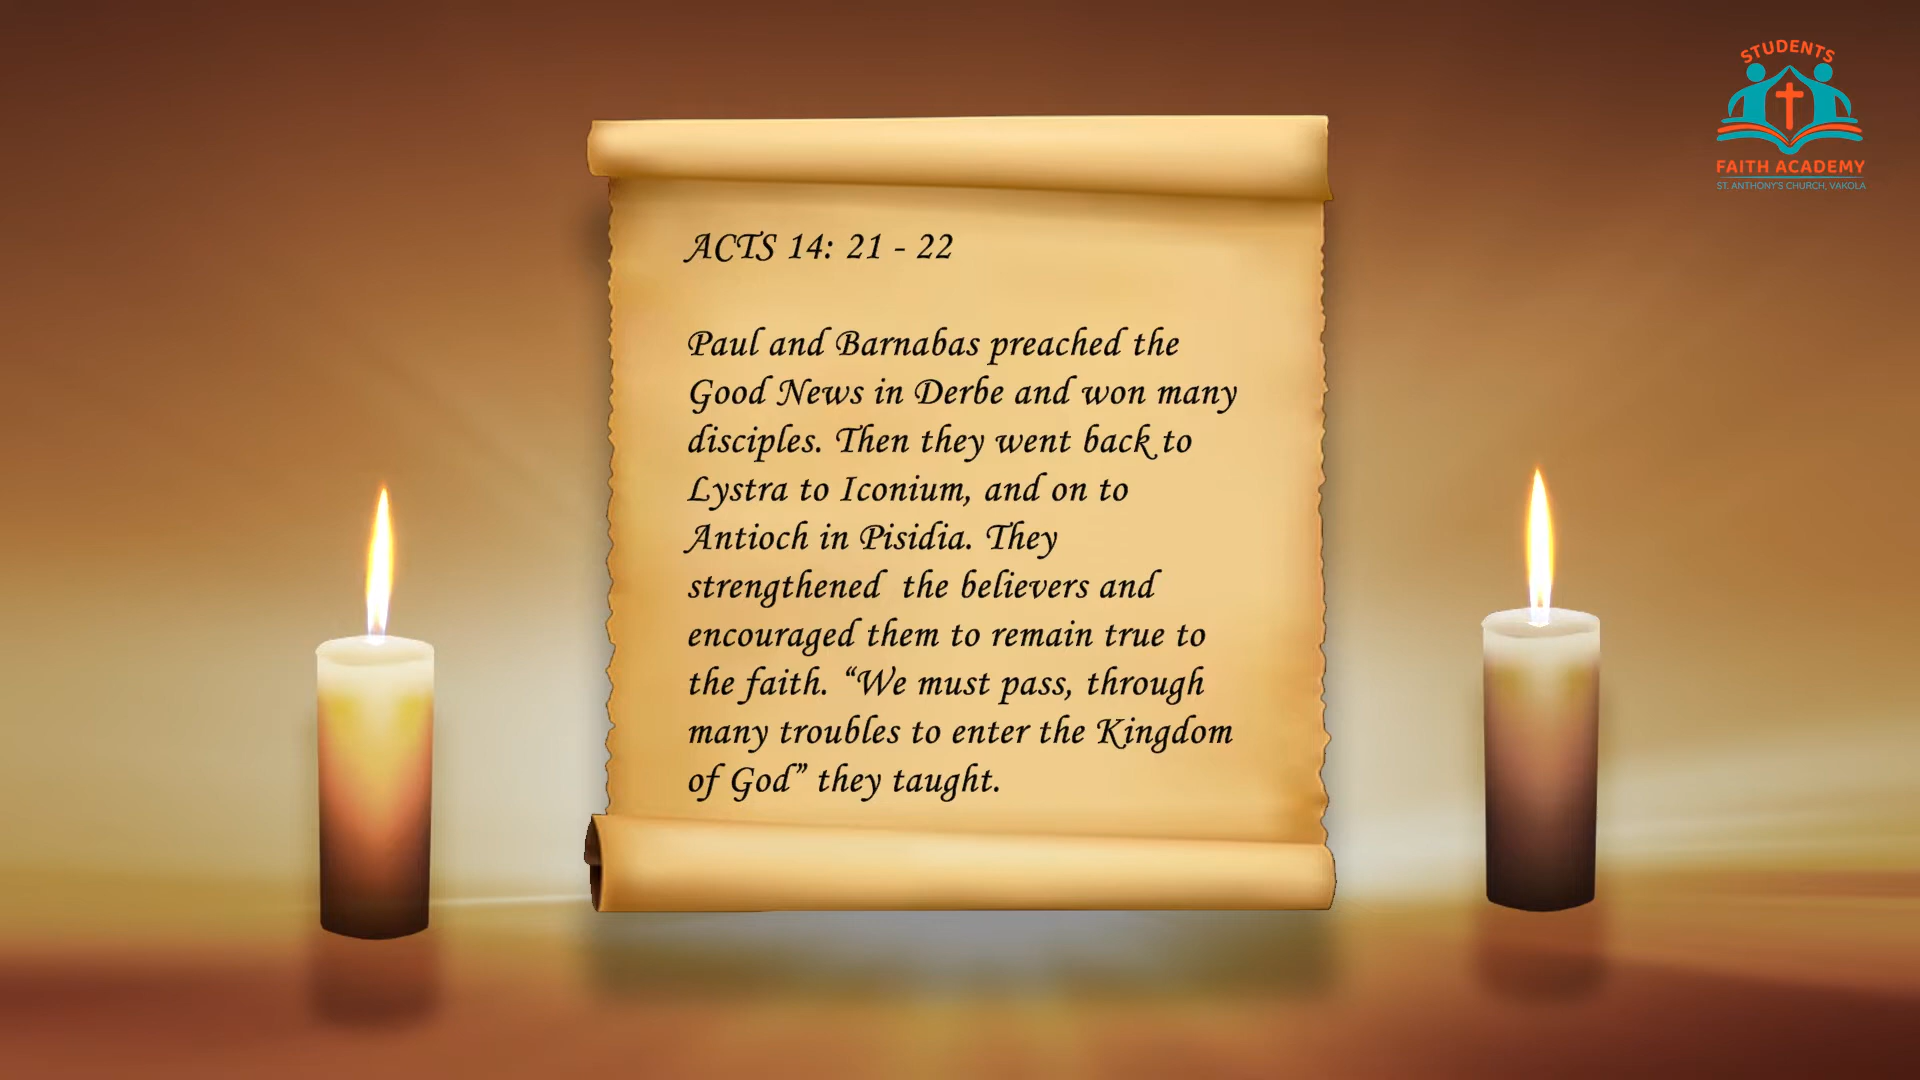 STUDENTS
FAITH ACADEMY
ST. ANTHONY'S CHURCH, VAKOLA
ACTS 14: 21 - 22
Paul and Barnabas preached the
Good News in Derbe and won many
disciples. Then they went back to
Lystra to Iconium, and on to
Antioch in Pisidia. They
strengthened  the believers and
encouraged them to remain true to
the faith. “We must pass, through
many troubles to enter the Kingdom
of God” they taught.